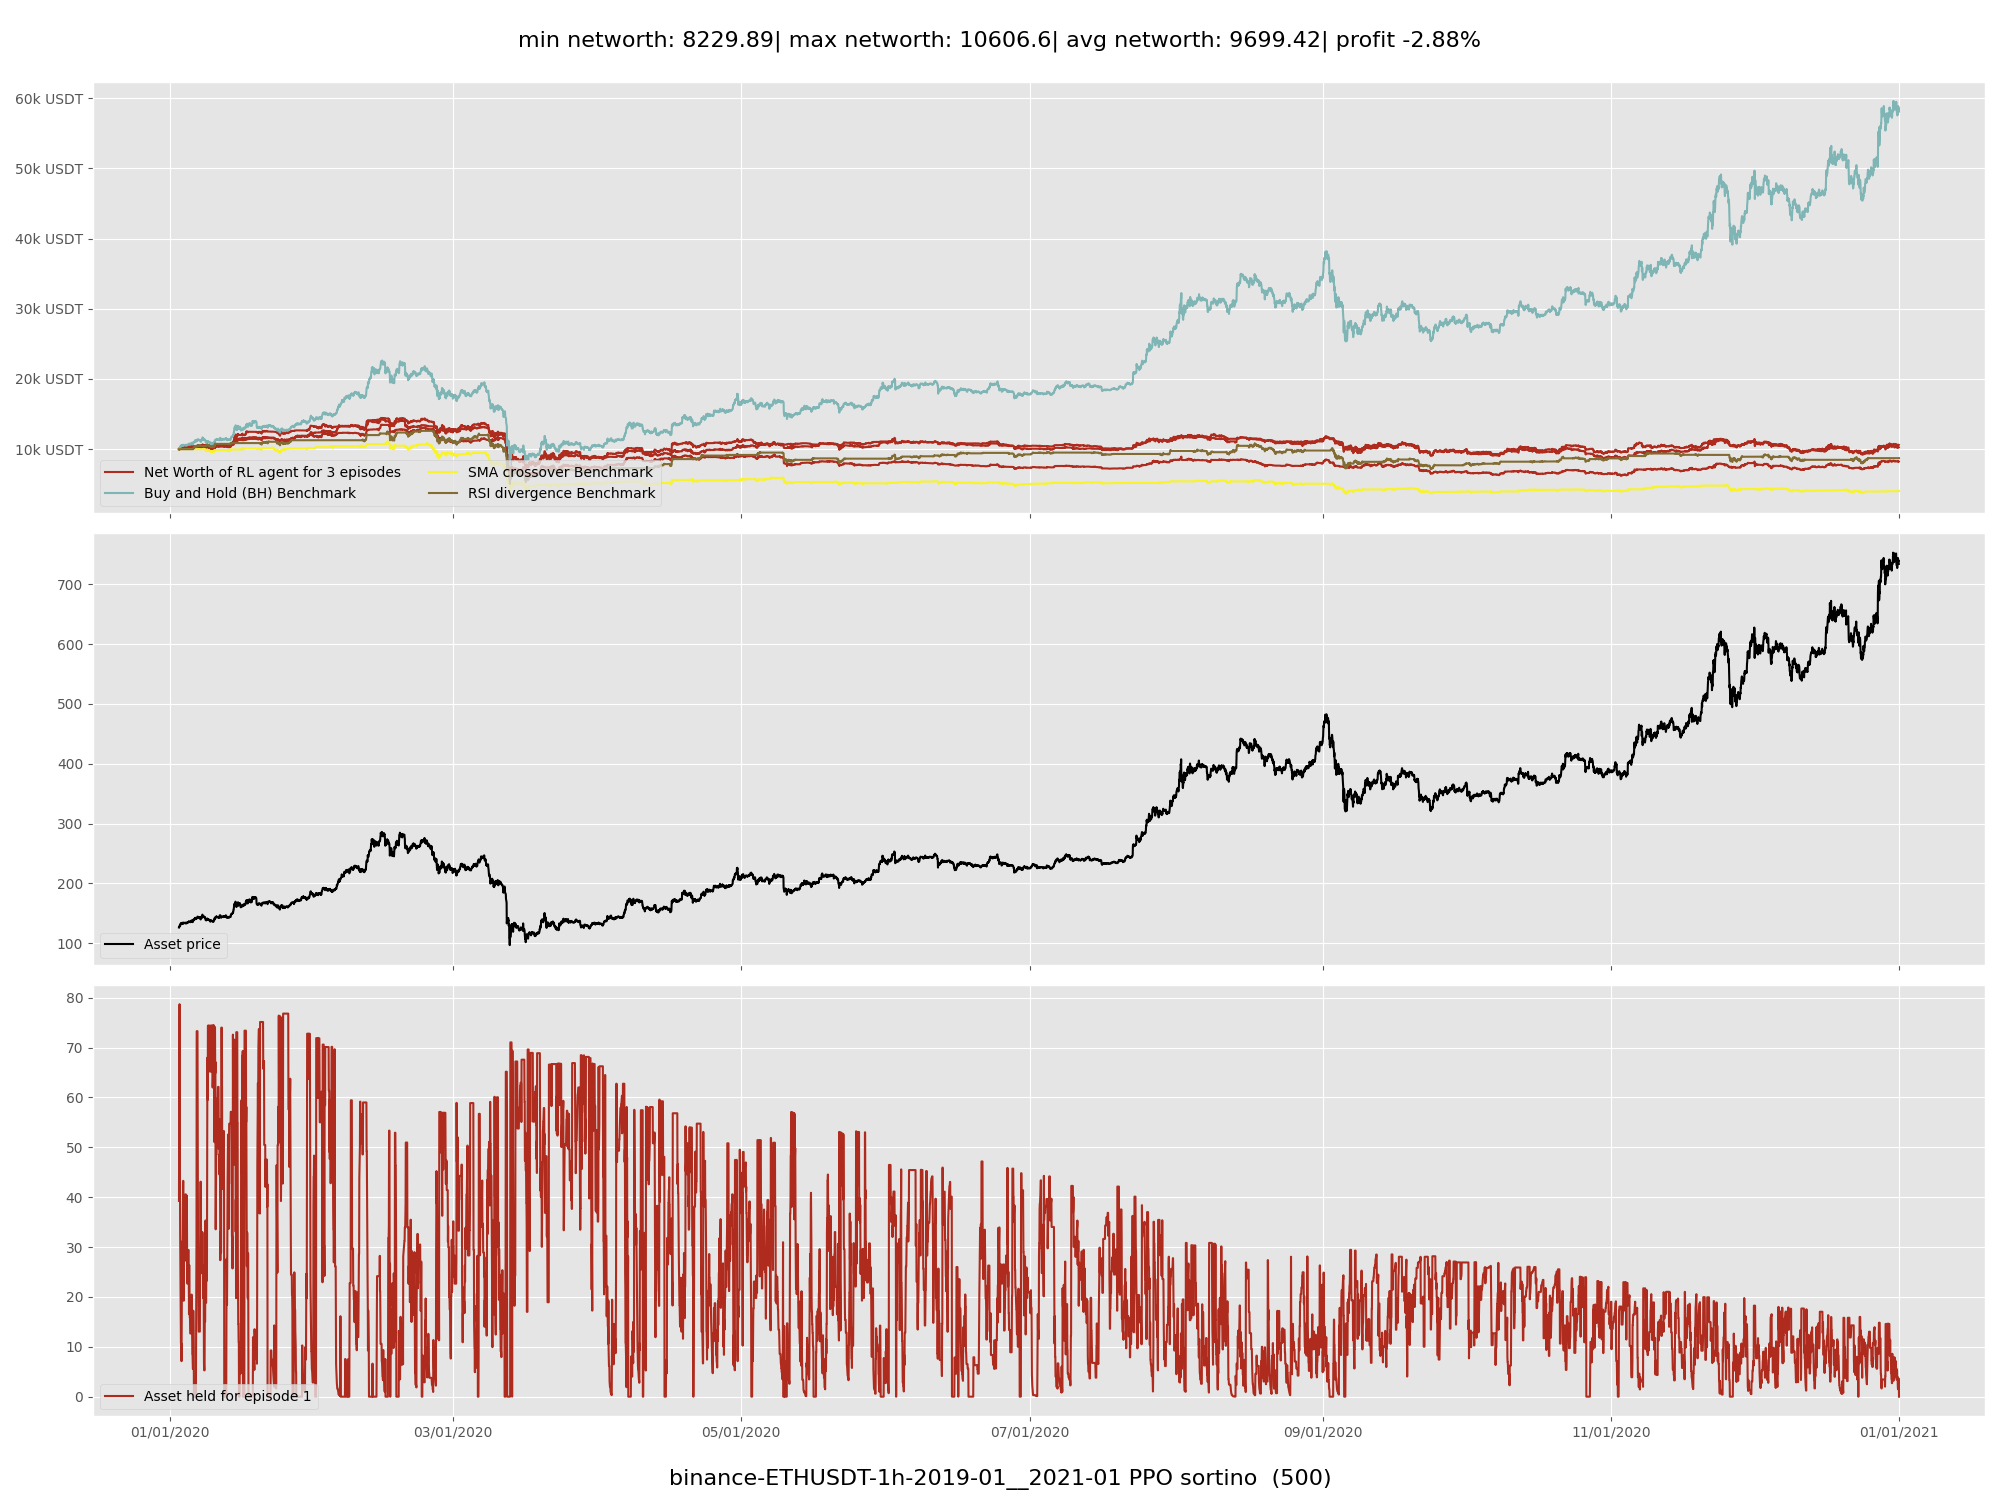 min networth: 8229.89| max networth: 10606.6| avg networth: 9699.42| profit -2.88%
60k USDT
50k USDT
40k USDT
30k USDT
20k USDT
10k USDT
Net Worth of RL agent for 3 episodes
Buy and Hold (BH) Benchmark
SMA crossover Benchmark
RSI divergence Benchmark
700
600
500
400
300
200
100
Asset price
80
70
60
50
40
30
20
10
0
Asset held for episode 1
01/01/2020 03/01/2020 05/01/2020 07/01/2020 09/01/2020 11/01/2020 01/01/2021
binance-ETHUSDT-1h-2019-01__2021-01 PPO sortino (500)